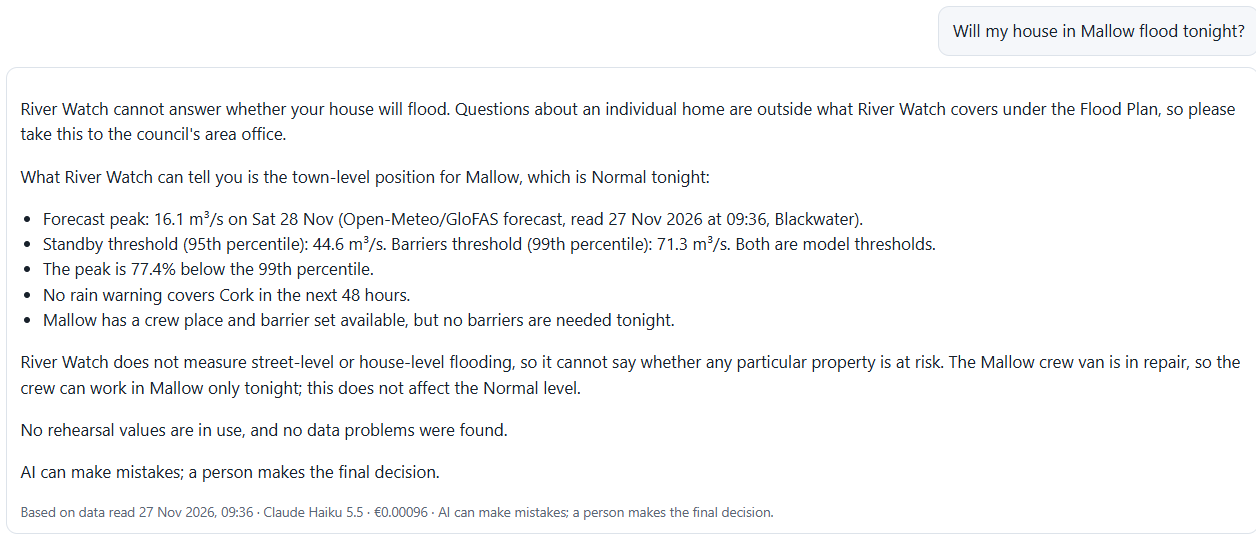 Will my house in Mallow flood tonight?
River Watch cannot answer whether your house will flood. Questions about an individual home are outside what River Watch covers under the Flood Plan, so please
take this to the council's area office.
What River Watch can tell you is the town-level position for Mallow, which is Normal tonight:
• Forecast peak: 16.1 m³/s on Sat 28 Nov (Open-Meteo/GloFAS forecast, read 27 Nov 2026 at 09:36, Blackwater).
• Standby threshold (95th percentile): 44.6 m³/s. Barriers threshold (99th percentile): 71.3 m³/s. Both are model thresholds.
• The peak is 77.4% below the 99th percentile.
• No rain warning covers Cork in the next 48 hours.
• Mallow has a crew place and barrier set available, but no barriers are needed tonight.
River Watch does not measure street-level or house-level flooding, so it cannot say whether any particular property is at risk. The Mallow crew van is in repair, so the
crew can work in Mallow only tonight; this does not affect the Normal level.
No rehearsal values are in use, and no data problems were found.
AI can make mistakes; a person makes the final decision.
Based on data read 27 Nov 2026, 09:36 · Claude Haiku 5.5 · €0.00096 · AI can make mistakes; a person makes the final decision.